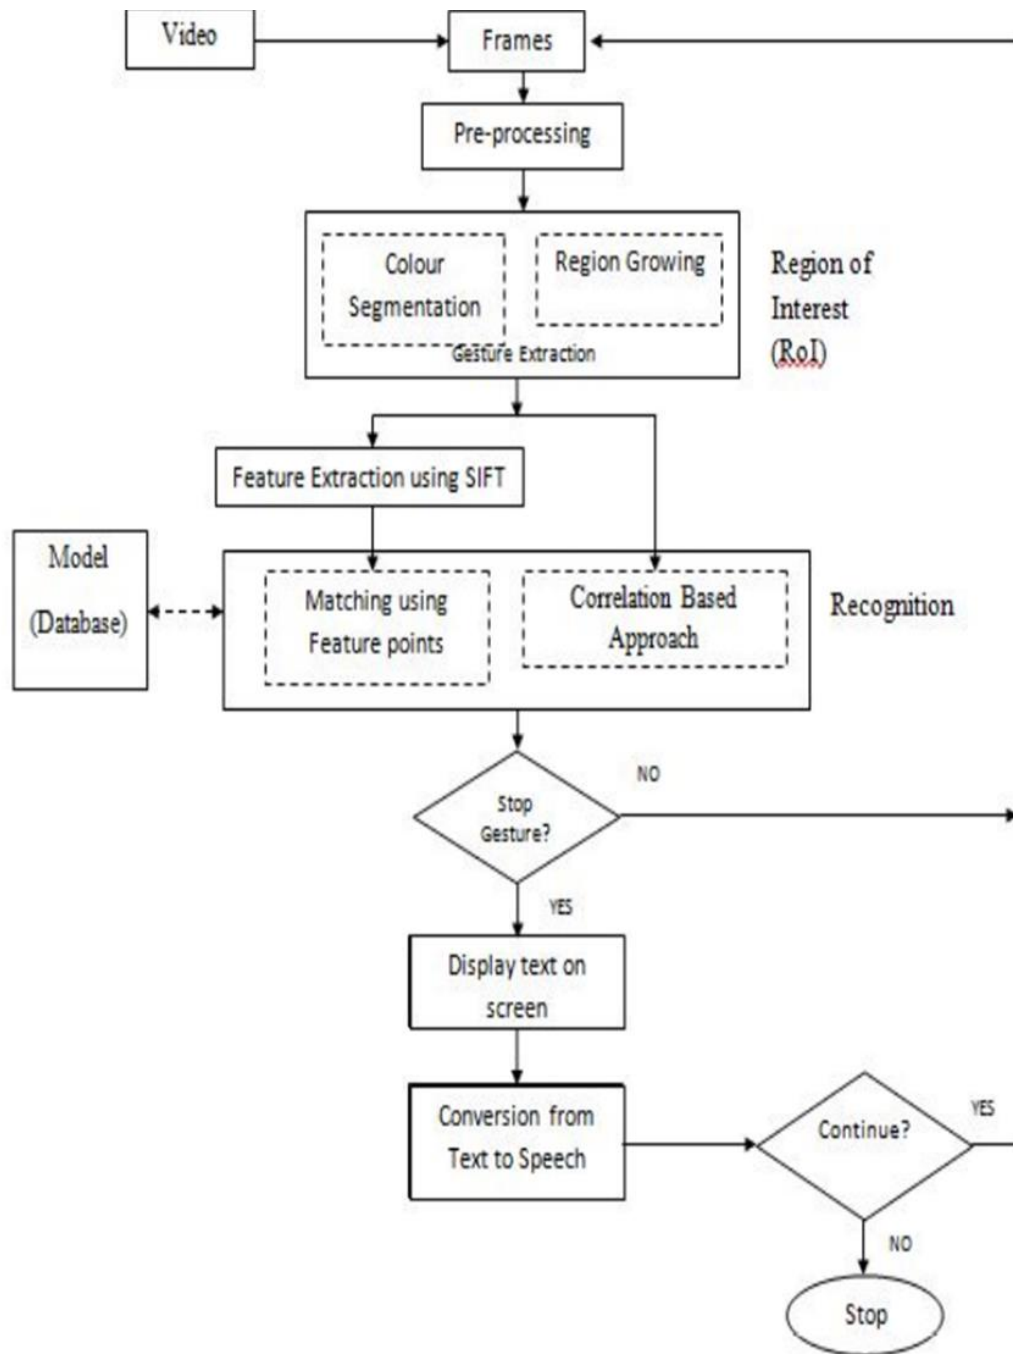 Video
Frames
Pre-processing
Colour
Segmentation
Region Growing
Gesture Extraction
Region of
Interest
(RoI)
Feature Extraction using SIFT
Model
(Database)
Matching using
Feature points
Correlation Based
Approach
Recognition
Stop
Gesture?
NO
YES
Display text on
screen
Conversion from
Text to Speech
Continue?
YES
NO
Stop